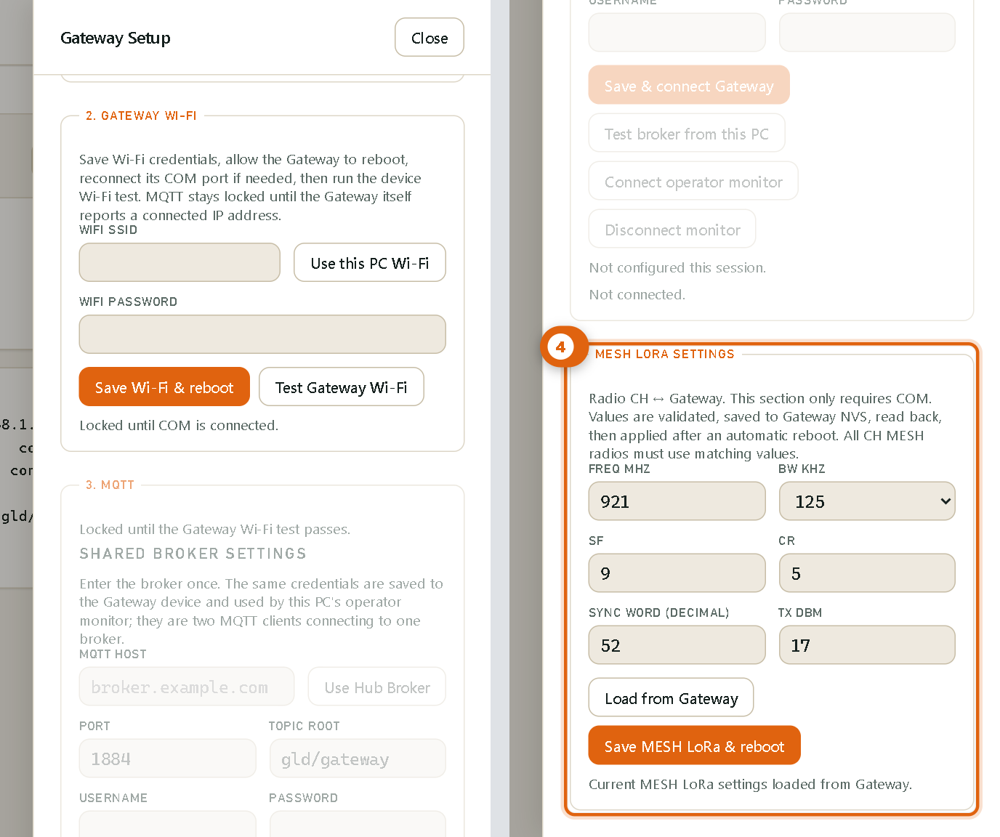 Gateway Setup
Close
2. GATEWAY WI-FI
Save Wi-Fi credentials, allow the Gateway to reboot,
reconnect its COM port if needed, then run the device
Wi-Fi test. MQTT stays locked until the Gateway itself
reports a connected IP address.
WIFI SSID
Use this PC Wi-Fi
WIFI PASSWORD
Save Wi-Fi & reboot
Test Gateway Wi-Fi
Locked until COM is connected.
3. MQTT
Locked until the Gateway Wi-Fi test passes.
SHARED BROKER SETTINGS
Enter the broker once. The same credentials are saved to
the Gateway device and used by this PC's operator
monitor; they are two MQTT clients connecting to one
broker.
MQTT HOST
broker.example.com
Use Hub Broker
PORT
TOPIC ROOT
1884
gld/gateway
USERNAME
PASSWORD
8.1.
co
con
gld/
USERNAME
PASSWORD
Save & connect Gateway
Test broker from this PC
Connect operator monitor
Disconnect monitor
Not configured this session.
Not connected.
4
MESH LORA SETTINGS
Radio CH ↔ Gateway. This section only requires COM.
Values are validated, saved to Gateway NVS, read back,
then applied after an automatic reboot. All CH MESH
radios must use matching values.
FREQ MHZ
BW KHZ
921
125
SF
CR
9
5
SYNC WORD (DECIMAL)
TX DBM
52
17
Load from Gateway
Save MESH LoRa & reboot
Current MESH LoRa settings loaded from Gateway.